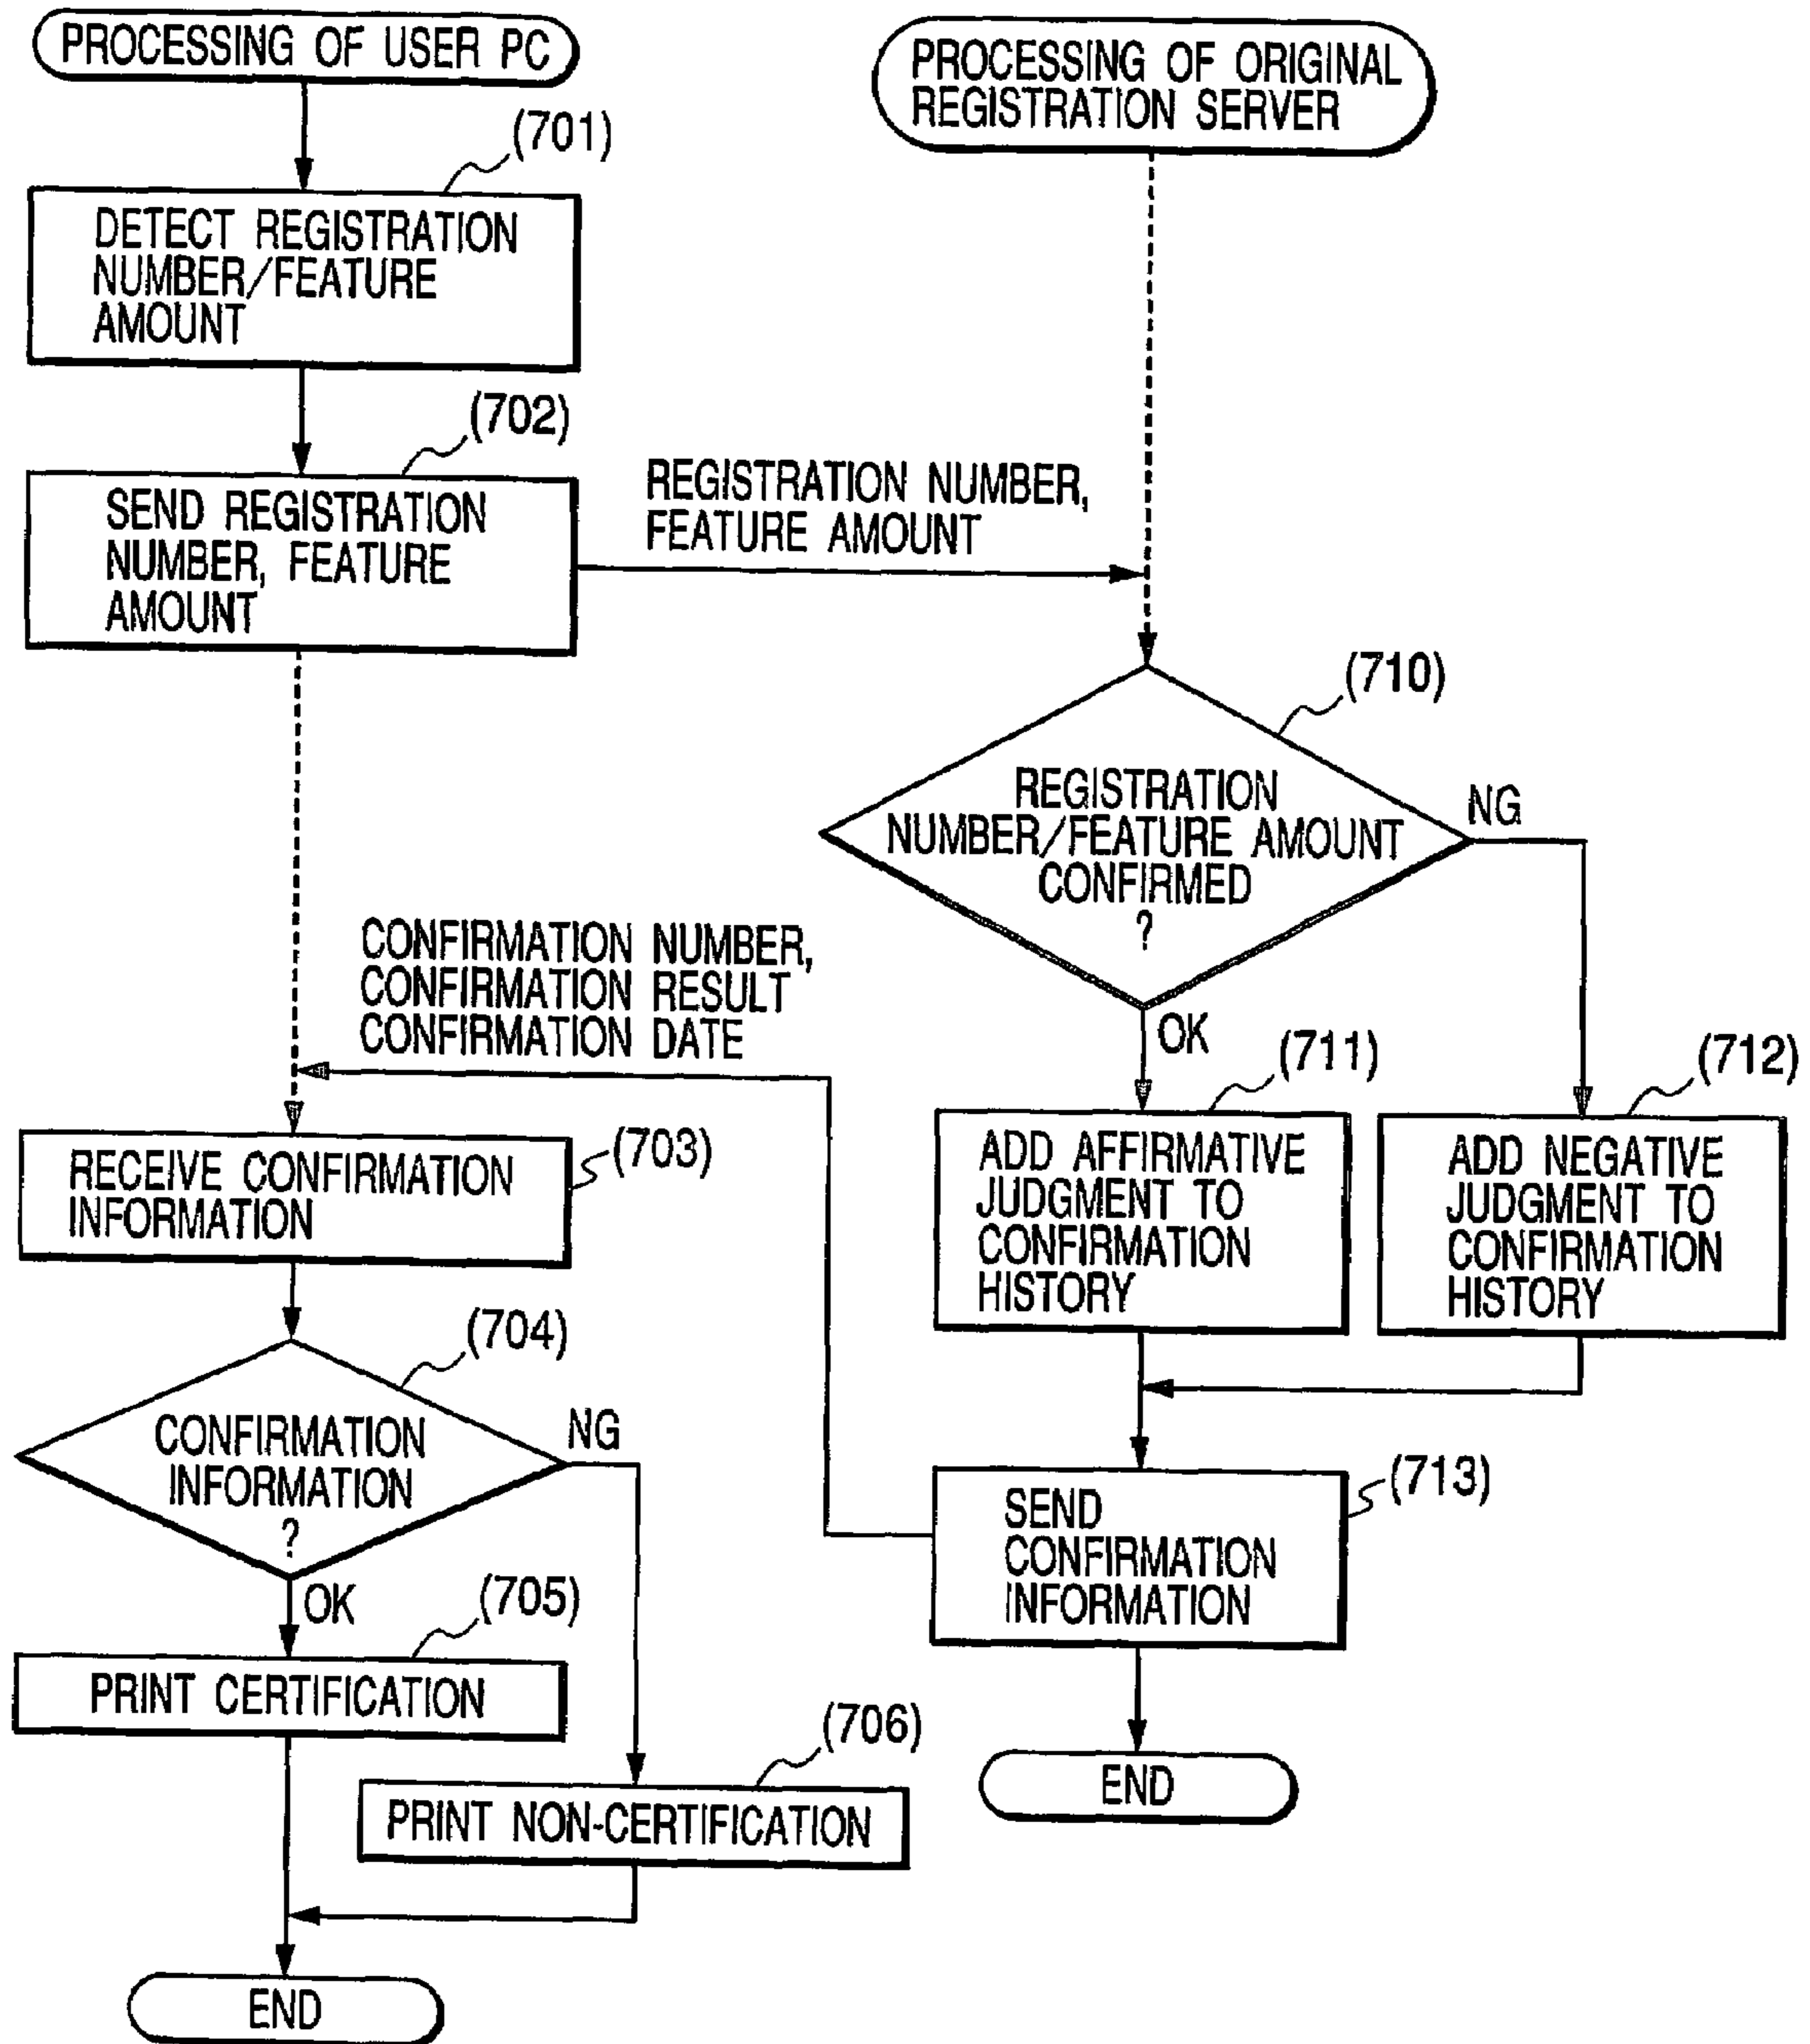 PROCESSING OF USER PC
PROCESSING OF ORIGINAL
REGISTRATION SERVER
(701)
DETECT REGISTRATION
NUMBER/FEATURE
AMOUNT
(702)
SEND REGISTRATION
NUMBER, FEATURE
AMOUNT
REGISTRATION NUMBER,
FEATURE AMOUNT
(710)
REGISTRATION
NUMBER/FEATURE AMOUNT
CONFIRMED
?
NG
OK
CONFIRMATION NUMBER,
CONFIRMATION RESULT
CONFIRMATION DATE
(711)
ADD AFFIRMATIVE
JUDGMENT TO
CONFIRMATION
HISTORY
(712)
ADD NEGATIVE
JUDGMENT TO
CONFIRMATION
HISTORY
(703)
RECEIVE CONFIRMATION
INFORMATION
(704)
CONFIRMATION
INFORMATION
?
NG
OK
(713)
SEND
CONFIRMATION
INFORMATION
(705)
PRINT CERTIFICATION
(706)
PRINT NON-CERTIFICATION
END
END